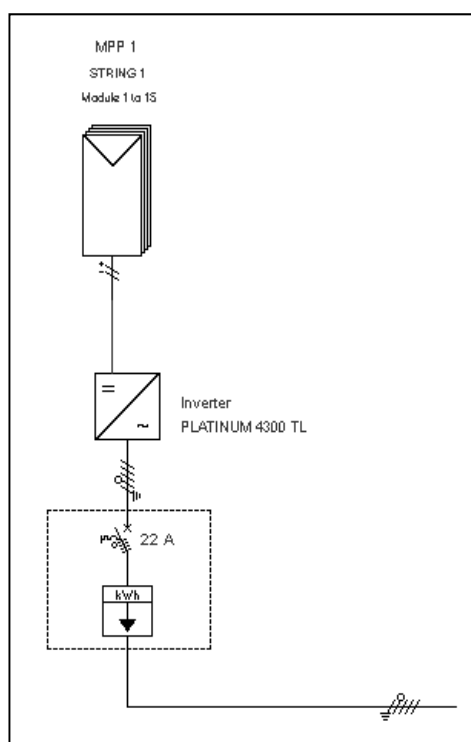 MPP 1
STRING 1
Module 1 to 15
Inverter
PLATINUM 4300 TL
22 A
kWh